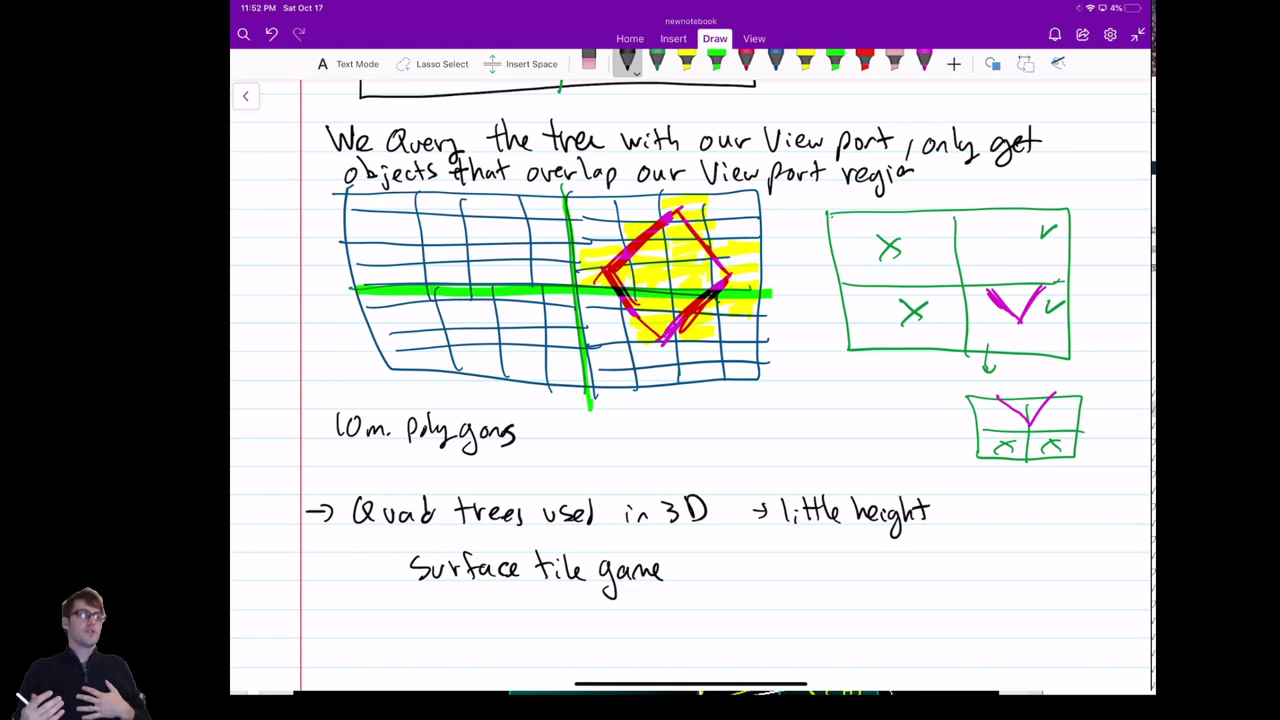 11:52 PM Sat Oct 17
4%
newnotebook
Home Insert Draw View
A Text Mode Lasso Select Insert Space
We Query the tree with our View port, only get
objects that overlap our View port region
10 m. polygons
→ Quad trees used in 3D → little height
Surface tile game